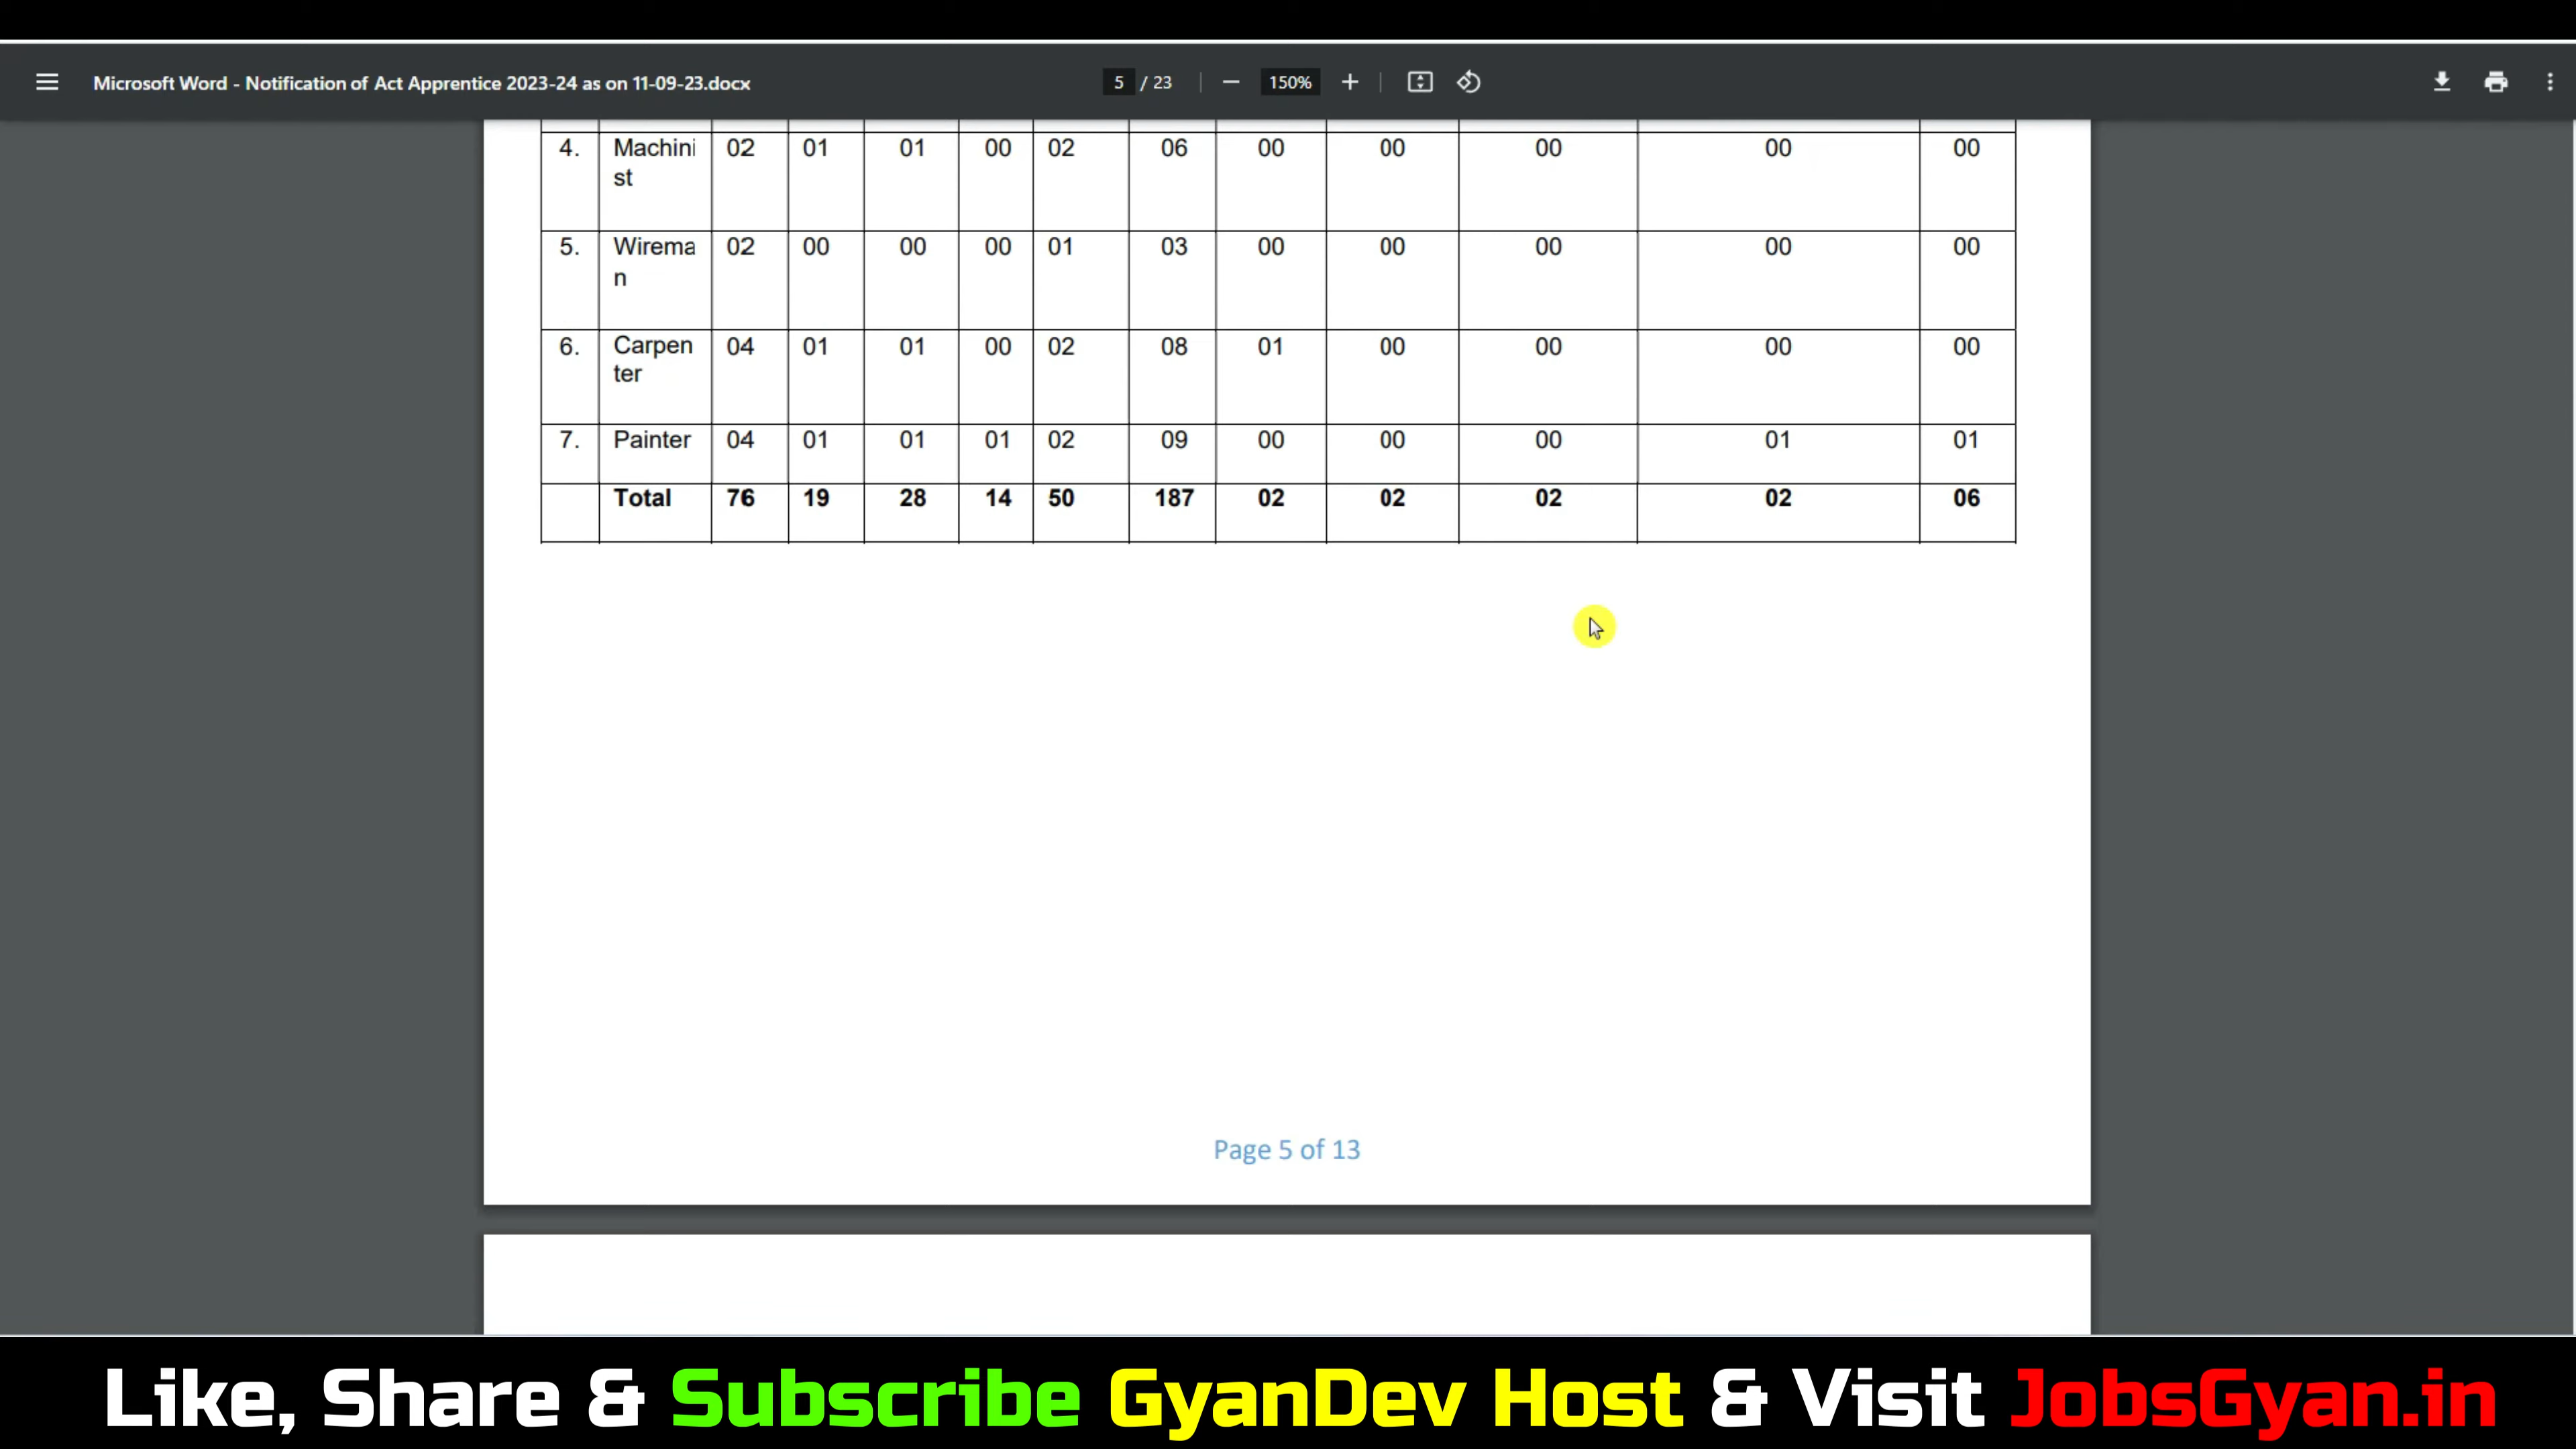 Microsoft Word - Notification of Act Apprentice 2023-24 as on 11-09-23.docx 5 / 23 150%
4. Machini 02 01 01 00 02 06 00 00 00 00 00
st
5. Wirema 02 00 00 00 01 03 00 00 00 00 00
n
6. Carpen 04 01 01 00 02 08 01 00 00 00 00
ter
7. Painter 04 01 01 01 02 09 00 00 00 01 01
Total 76 19 28 14 50 187 02 02 02 02 06
Page 5 of 13
Like, Share & Subscribe GyanDev Host & Visit JobsGyan.in